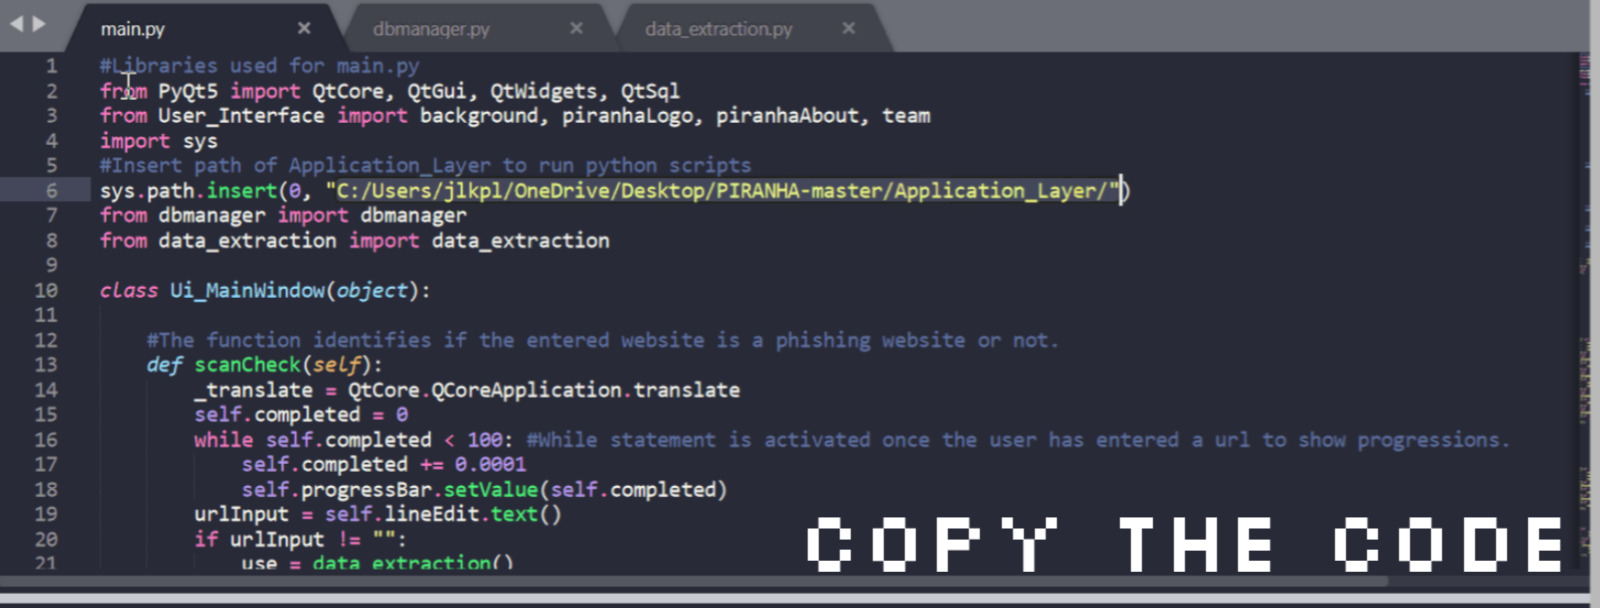 main.py × dbmanager.py × data_extraction.py ×
1 #Libraries used for main.py
2 from PyQt5 import QtCore, QtGui, QtWidgets, QtSql
3 from User_Interface import background, piranhaLogo, piranhaAbout, team
4 import sys
5 #Insert path of Application_Layer to run python scripts
6 sys.path.insert(0, "C:/Users/jlkpl/OneDrive/Desktop/PIRANHA-master/Application_Layer/")
7 from dbmanager import dbmanager
8 from data_extraction import data_extraction
9
10 class Ui_MainWindow(object):
11
12 #The function identifies if the entered website is a phishing website or not.
13 def scanCheck(self):
14 _translate = QtCore.QCoreApplication.translate
15 self.completed = 0
16 while self.completed < 100: #While statement is activated once the user has entered a url to show progressions.
17 self.completed += 0.0001
18 self.progressBar.setValue(self.completed)
19 urlInput = self.lineEdit.text()
20 if urlInput != "":
21 use = data_extraction()
COPY THE CODE